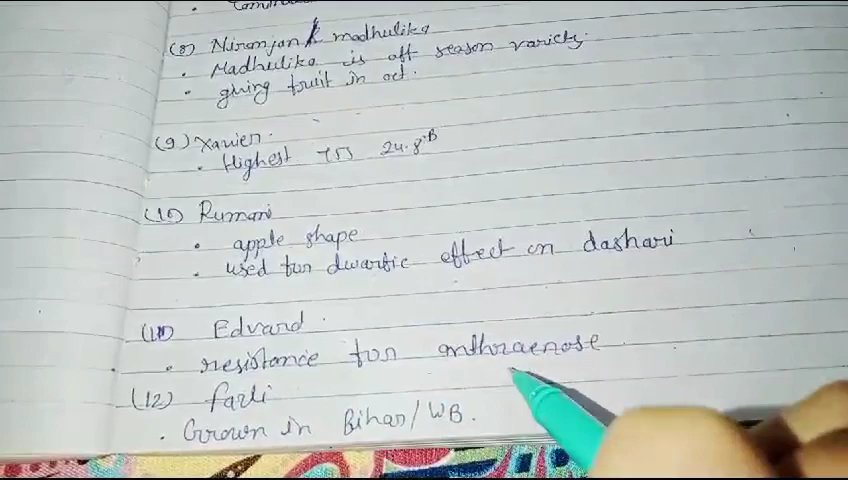 (8) Niranjan & madhulika
• Madhulika is off season variety.
• giving fruit in oct.
(9) Xavier.
• Highest TSS 24.8°B
(10) Rumani
• apple shape
• used for dwarfic effect on dashari
(11) Edvard.
• resistance for anthracnose
(12) fazli
• Grown in Bihar/WB.